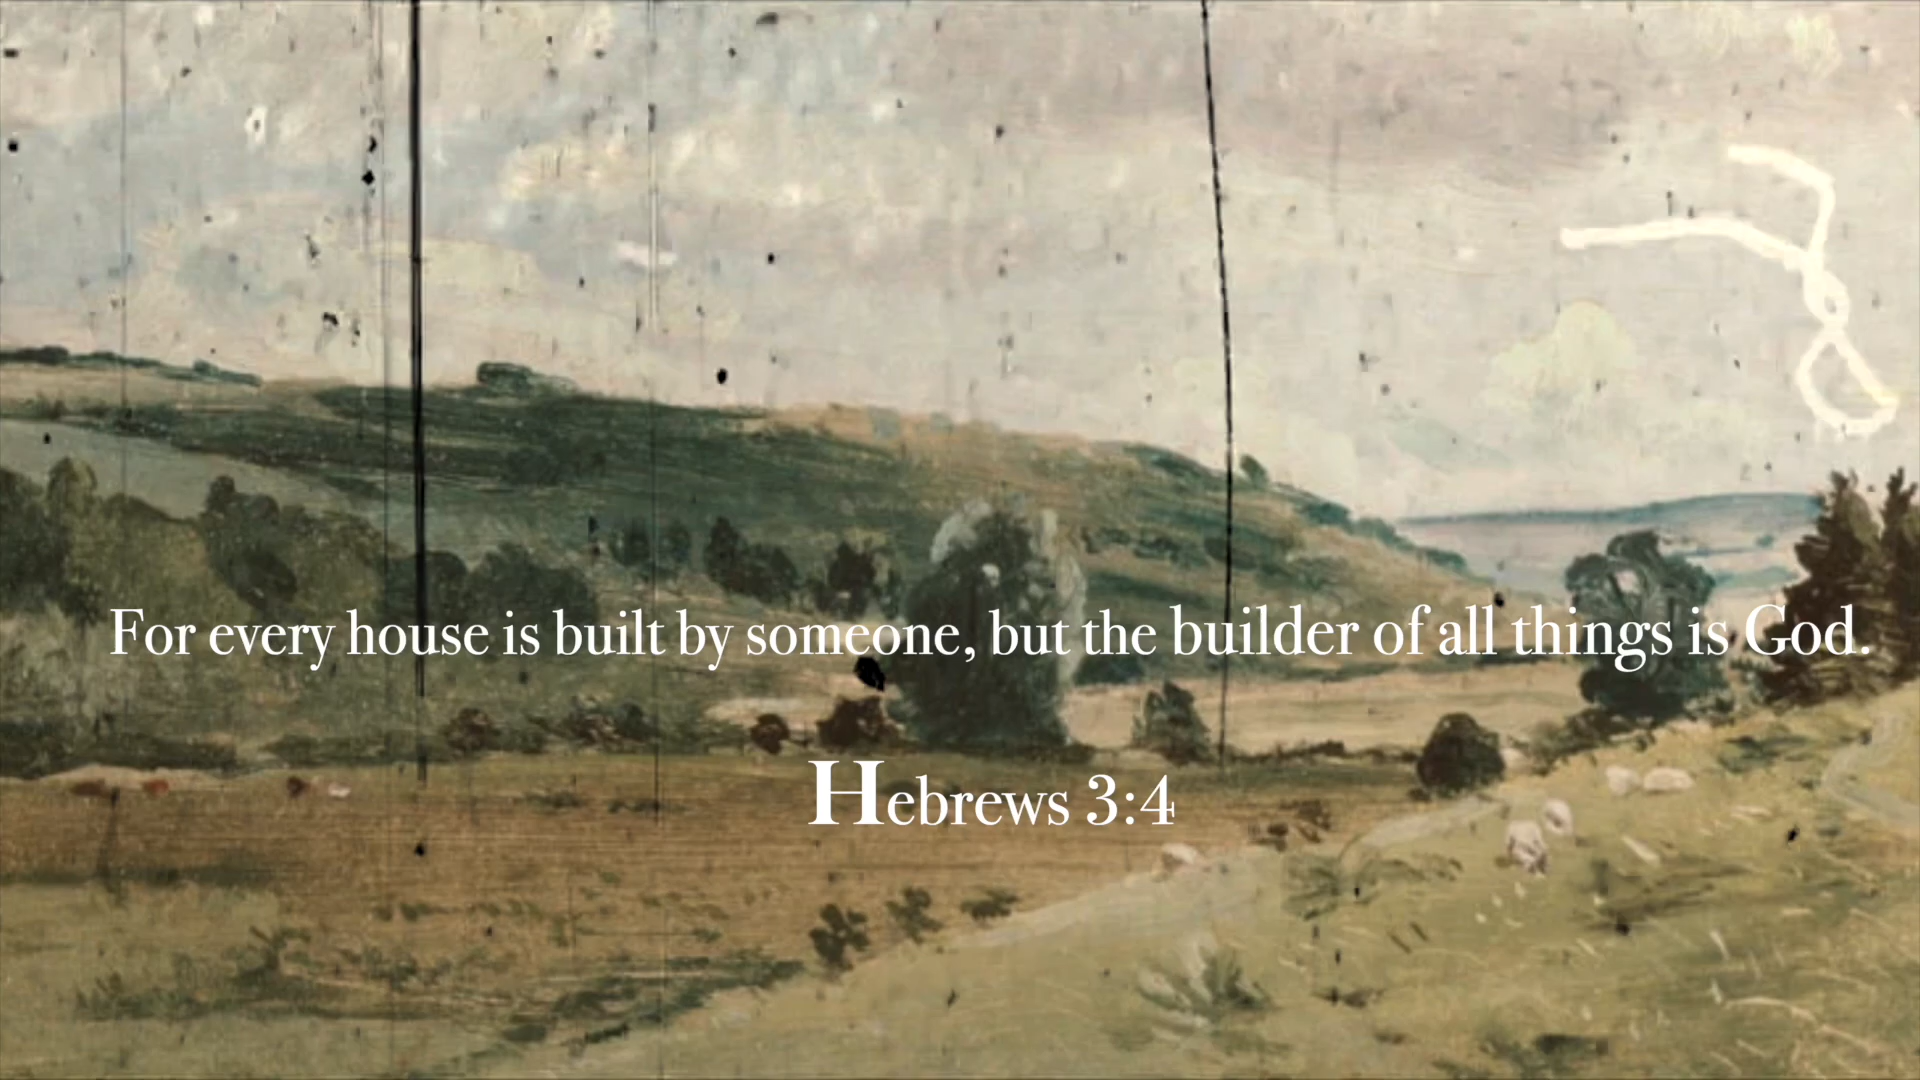 For every house is built by someone, but the builder of all things is God.
Hebrews 3:4